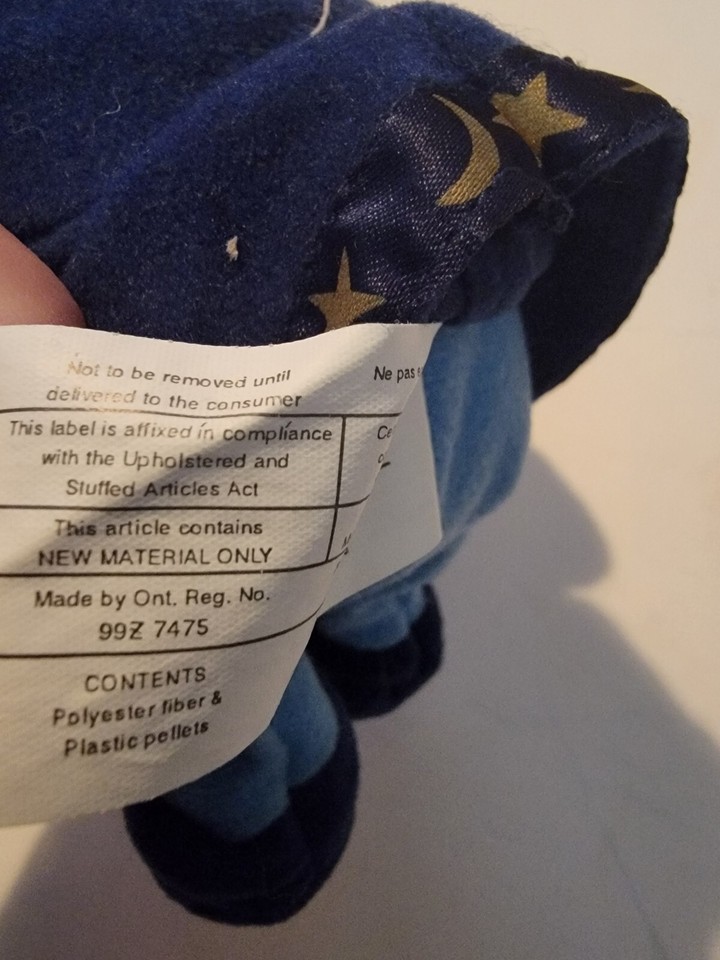 Not to be removed until
delivered to the consumer
Ne pas
This label is affixed in compliance
with the Upholstered and
Stuffed Articles Act
Ce
This article contains
NEW MATERIAL ONLY
Made by Ont. Reg. No.
99Z 7475
CONTENTS
Polyester fiber &
Plastic pellets